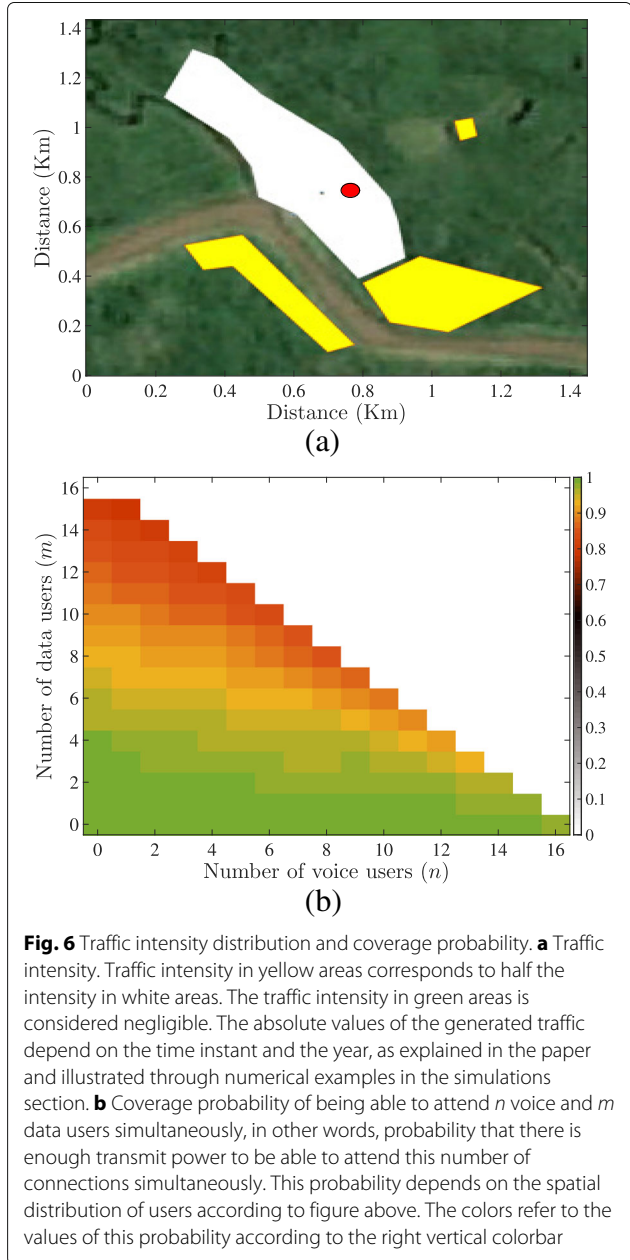 1.4
1.2
1
0.8
0.6
0.4
0.2
0
Distance (Km)
0 0.2 0.4 0.6 0.8 1 1.2 1.4
Distance (Km)
(a)
16
14
12
10
8
6
4
2
0
Number of data users (m)
0 2 4 6 8 10 12 14 16
Number of voice users (n)
1
0.9
0.8
0.7
0.6
0.5
0.4
0.3
0.2
0.1
0
(b)
Fig. 6 Traffic intensity distribution and coverage probability. a Traffic
intensity. Traffic intensity in yellow areas corresponds to half the
intensity in white areas. The traffic intensity in green areas is
considered negligible. The absolute values of the generated traffic
depend on the time instant and the year, as explained in the paper
and illustrated through numerical examples in the simulations
section. b Coverage probability of being able to attend n voice and m
data users simultaneously, in other words, probability that there is
enough transmit power to be able to attend this number of
connections simultaneously. This probability depends on the spatial
distribution of users according to figure above. The colors refer to the
values of this probability according to the right vertical colorbar